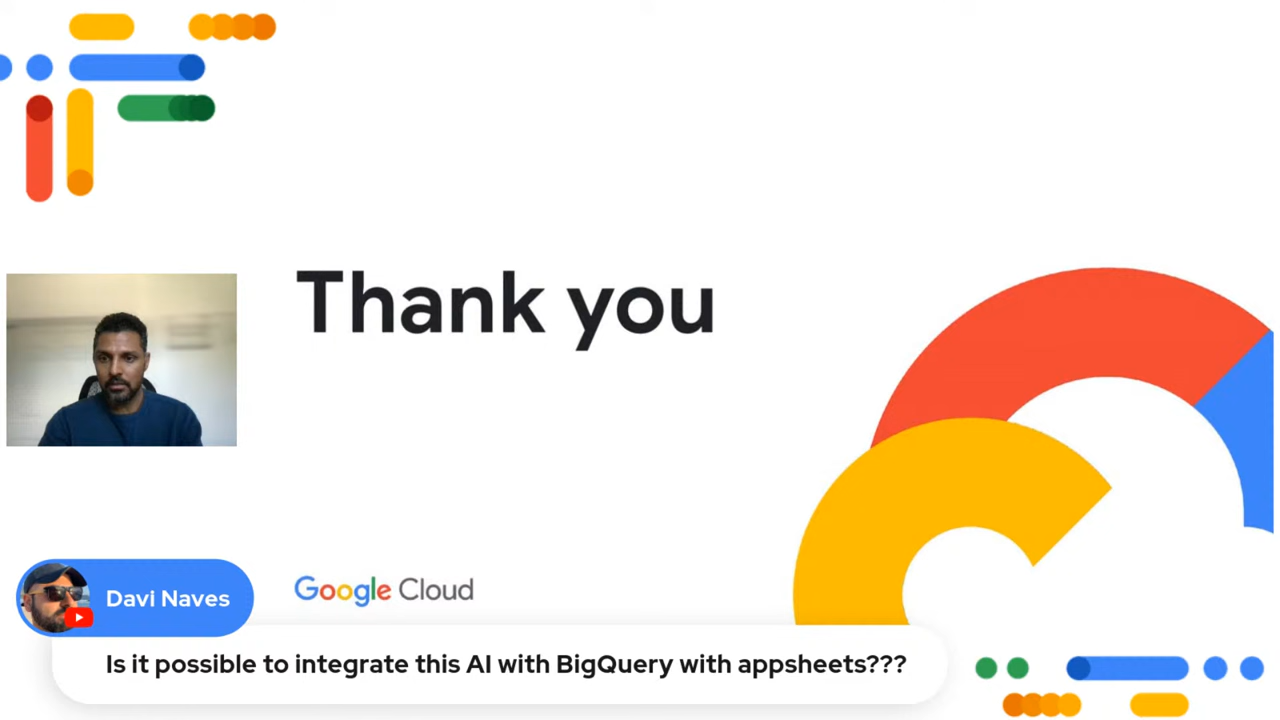 Thank you
Google Cloud
Davi Naves
Is it possible to integrate this AI with BigQuery with appsheets???